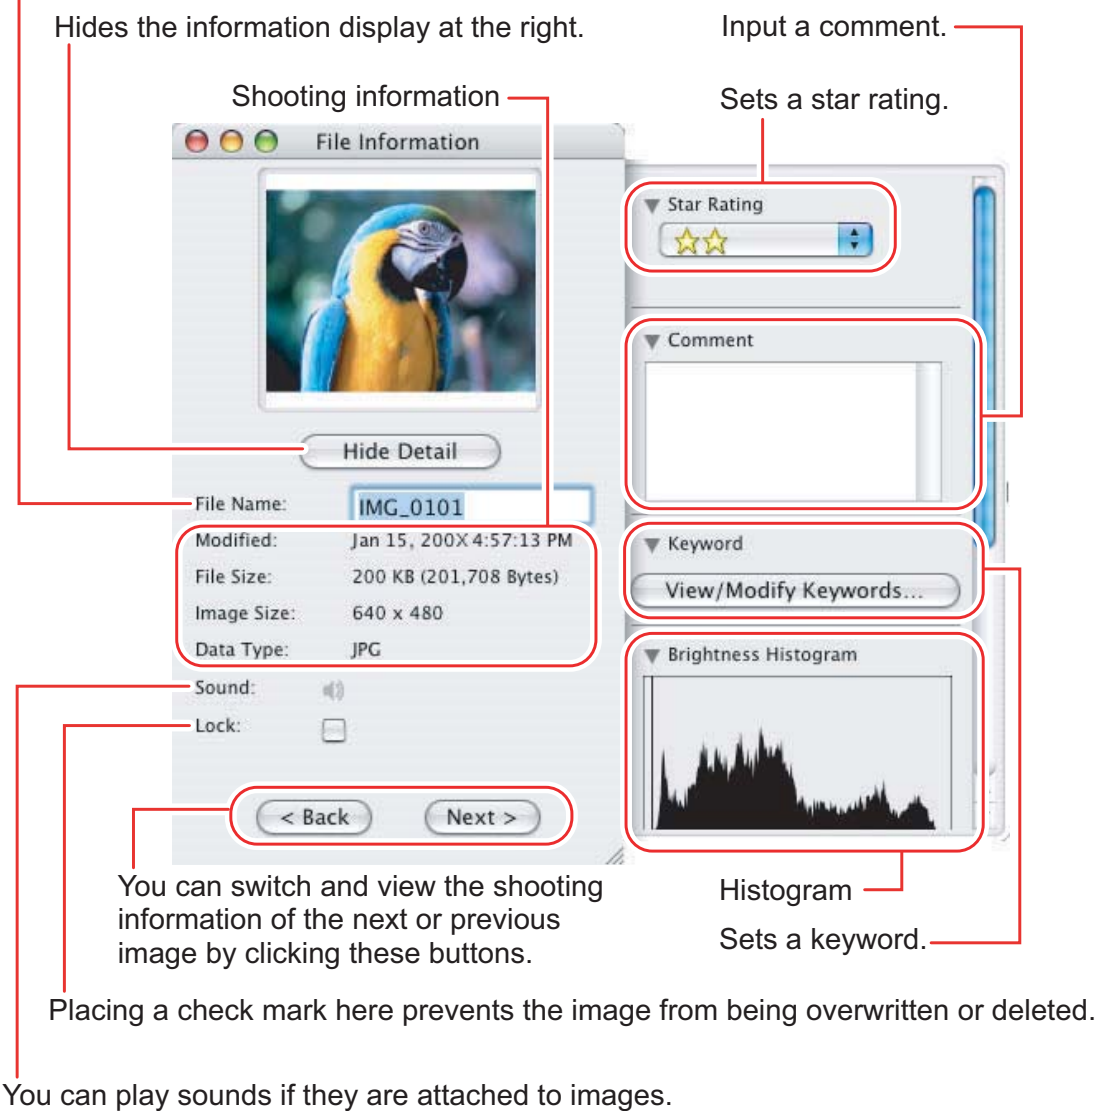 Hides the information display at the right.
Input a comment.
Shooting information
Sets a star rating.
File Information
Star Rating
Comment
Hide Detail
File Name: IMG_0101
Modified: Jan 15, 200X 4:57:13 PM
File Size: 200 KB (201,708 Bytes)
Image Size: 640 x 480
Data Type: JPG
Sound:
Lock:
< Back Next >
Keyword
View/Modify Keywords...
Brightness Histogram
You can switch and view the shooting
information of the next or previous
image by clicking these buttons.
Histogram
Sets a keyword.
Placing a check mark here prevents the image from being overwritten or deleted.
You can play sounds if they are attached to images.